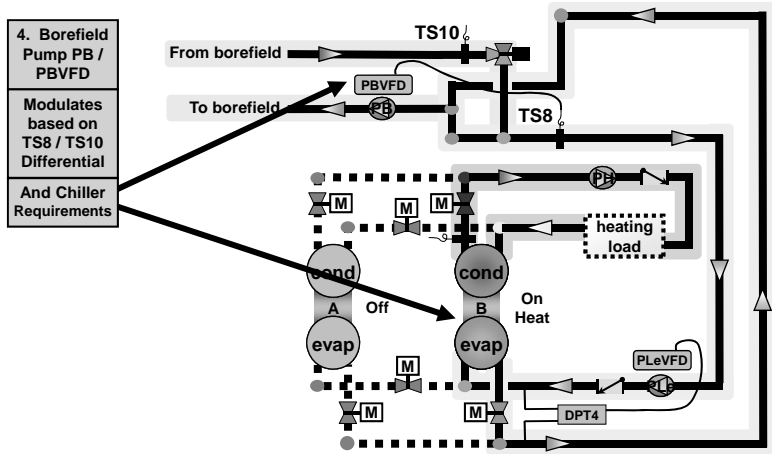 4. Borefield
Pump PB /
PBVFD
Modulates
based on
TS8 / TS10
Differential
And Chiller
Requirements
TS10
From borefield
PBVFD
To borefield
PB
TS8
M
M
M
PH
heating
load
cond
cond
A
Off
B
On
Heat
evap
evap
PLeVFD
M
PLe
M
M
DPT4